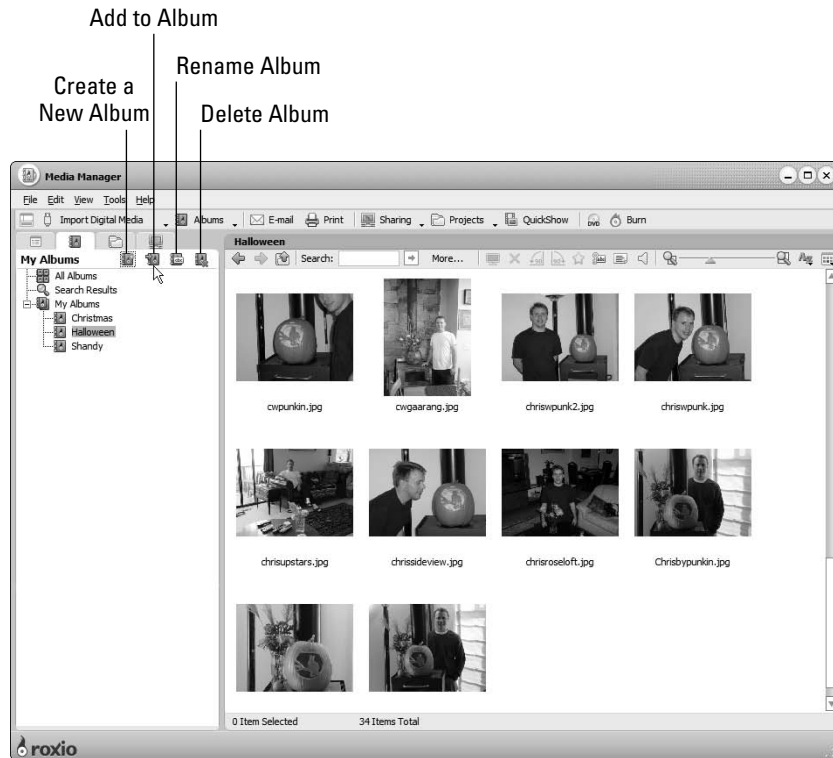 Add to Album
Create a
New Album
Rename Album
Delete Album
Media Manager
File Edit View Tools Help
Import Digital Media Albums E-mail Print Sharing Projects QuickShow Burn
My Albums
All Albums
Search Results
My Albums
Christmas
Halloween
Shandy
Halloween
Search: More...
cwpunkin.jpg cwgaarang.jpg chriswpunk2.jpg chriswpunk.jpg
chrisupstars.jpg chrissideview.jpg chrisroseloft.jpg Chrisbypunkin.jpg
0 Item Selected 34 Items Total
roxio